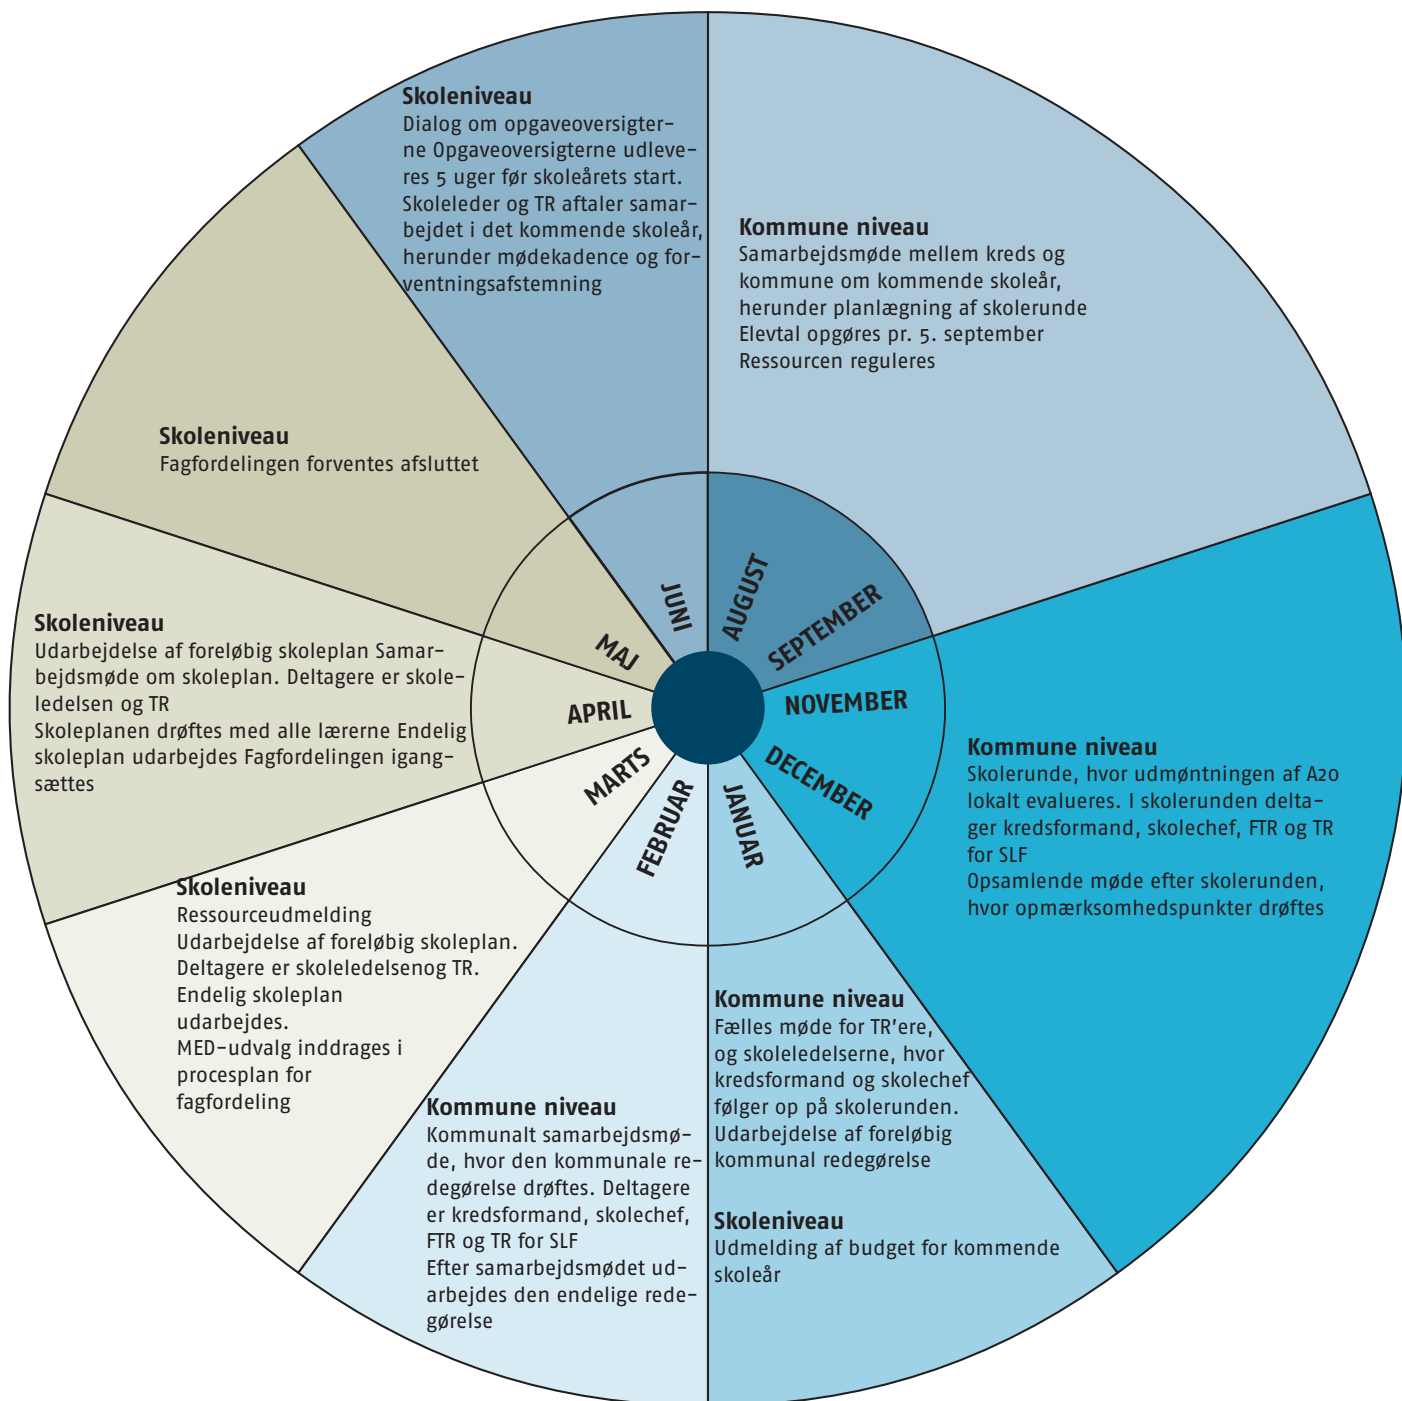 Skoleniveau
Dialog om opgaveoversigter-
ne Opgaveoversigterne udleve-
res 5 uger før skoleårets start.
Skoleleder og TR aftaler samar-
bejdet i det kommende skoleår,
herunder mødekadence og for-
ventningsafstemning
Kommune niveau
Samarbejdsmøde mellem kreds og
kommune om kommende skoleår,
herunder planlægning af skolerunde
Elevtal opgøres pr. 5. september
Ressourcen reguleres
Skoleniveau
Fagfordelingen forventes afsluttet
Skoleniveau
Udarbejdelse af foreløbig skoleplan Samar-
bejdsmøde om skoleplan. Deltagere er skole-
ledelsen og TR
Skoleplanen drøftes med alle lærerne Endelig
skoleplan udarbejdes Fagfordelingen igang-
sættes
JUNI
AUGUST
SEPTEMBER
MAJ
APRIL
NOVEMBER
MARTS
DECEMBER
FEBRUAR
JANUAR
Kommune niveau
Skolerunde, hvor udmøntningen af A20
lokalt evalueres. I skolerunden delta-
ger kredsformand, skolechef, FTR og TR
for SLF
Opsamlende møde efter skolerunden,
hvor opmærksomhedspunkter drøftes
Skoleniveau
Ressourceudmelding
Udarbejdelse af foreløbig skoleplan.
Deltagere er skoleledelsenog TR.
Endelig skoleplan
udarbejdes.
MED-udvalg inddrages i
procesplan for
fagfordeling
Kommune niveau
Kommunalt samarbejdsmø-
de, hvor den kommunale re-
degørelse drøftes. Deltagere
er kredsformand, skolechef,
FTR og TR for SLF
Efter samarbejdsmødet ud-
arbejdes den endelige rede-
gørelse
Kommune niveau
Fælles møde for TR’ere,
og skoleledelserne, hvor
kredsformand og skolechef
følger op på skolerunden.
Udarbejdelse af foreløbig
kommunal redegørelse
Skoleniveau
Udmelding af budget for kommende
skoleår